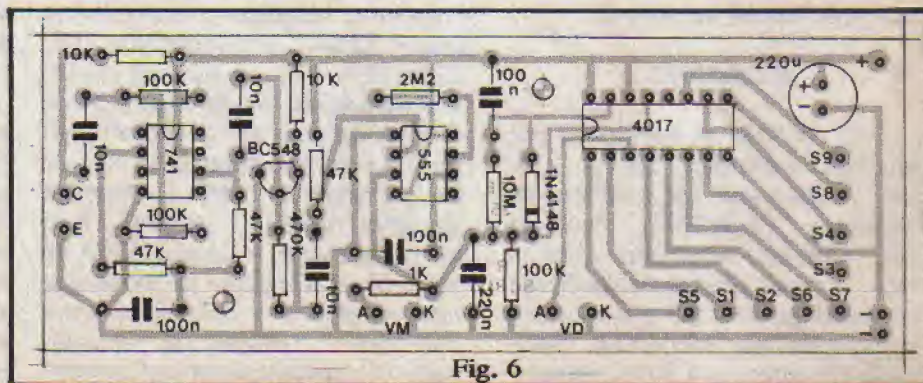 10K
100K
10n
10K
2M2
100
n
220u
+
+
-
10n
741
BC548
47K
555
10M
1N4148
4017
S9
C
S8
E
100K
47K
470K
S4
47K
10n
100n
1K
220n
100K
S3
100n
A
K
A
K
S5
S1
S2
S6
S7
-
-
VM
VD
Fig. 6